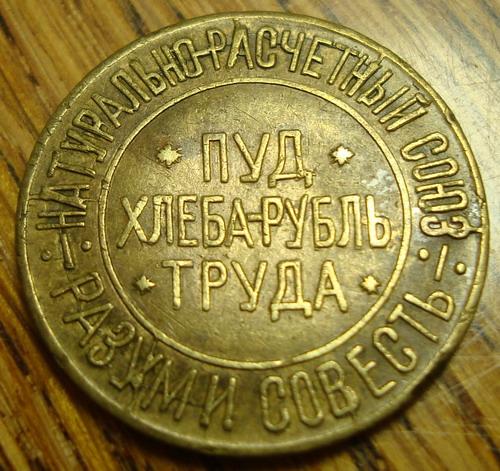 НАТУРАЛЬНО-РАСЧЕТНЫЙ СОЮЗ
ПУД
ХЛЕБА-РУБЛЬ
ТРУДА
РАЗУМ И СОВЕСТЬ